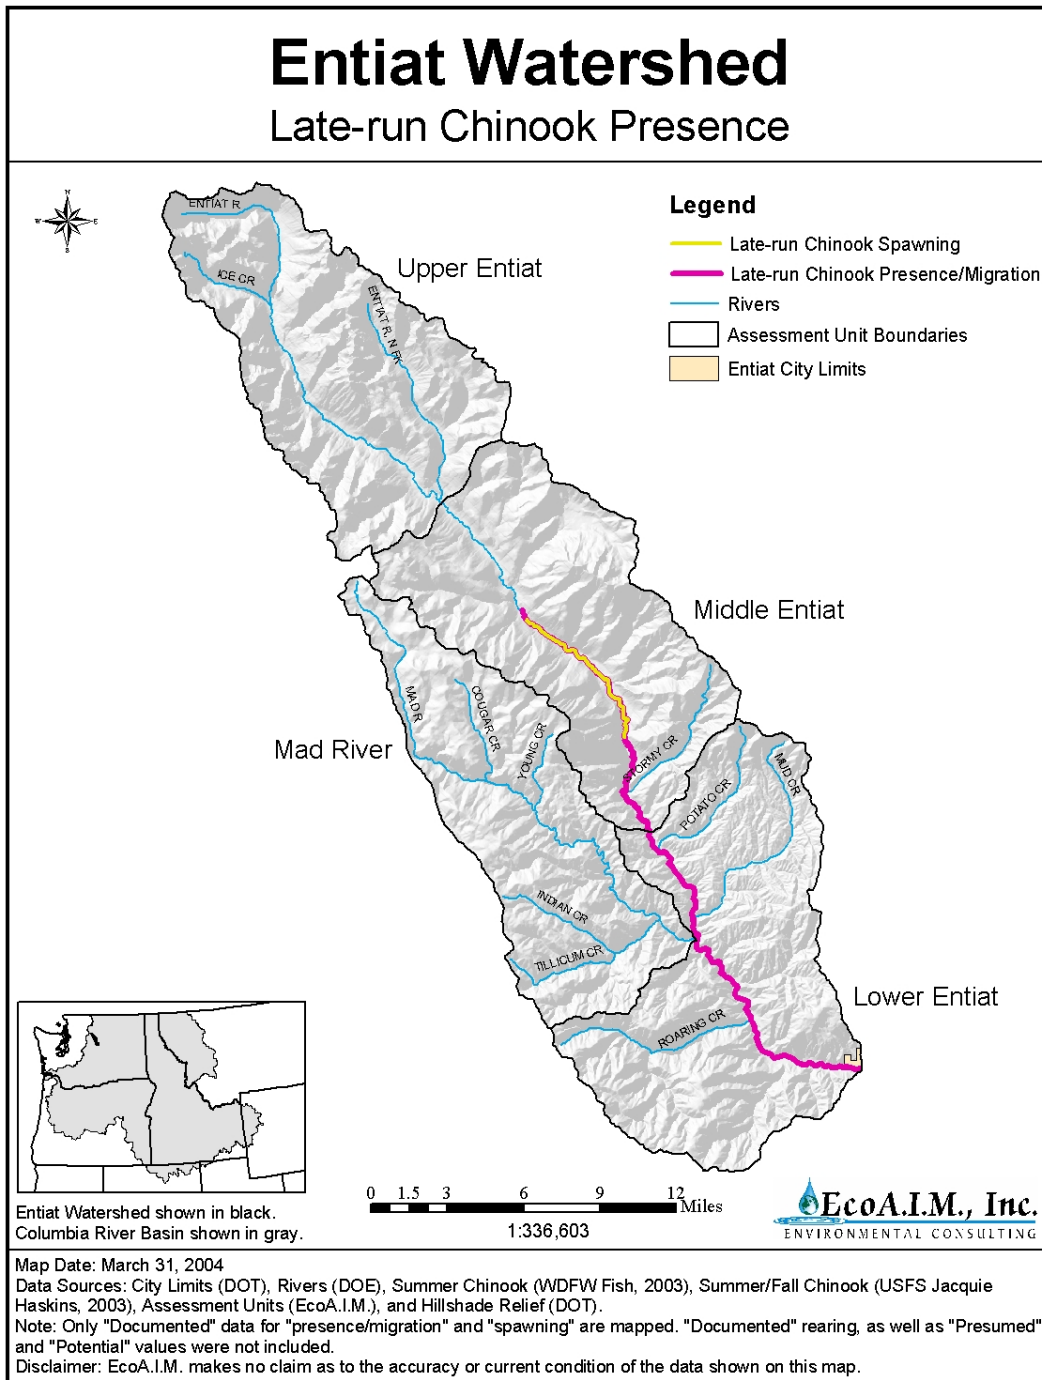 Entiat Watershed
Late-run Chinook Presence
N
W E
S
Legend
Late-run Chinook Spawning
Late-run Chinook Presence/Migration
Rivers
Assessment Unit Boundaries
Entiat City Limits
ENTIAT R
ICE CR
Upper Entiat
ENTIAT R, N FK
Middle Entiat
MAD R
COUGAR CR
YOUNG CR
Mad River
STORMY CR
POTATO CR
MUD CR
INDIAN CR
TILLICUM CR
Lower Entiat
ROARING CR
Entiat Watershed shown in black.
Columbia River Basin shown in gray.
0 1.5 3 6 9 12
Miles
1:336,603
EcoA.I.M., Inc.
ENVIRONMENTAL CONSULTING
Map Date: March 31, 2004
Data Sources: City Limits (DOT), Rivers (DOE), Summer Chinook (WDFW Fish, 2003), Summer/Fall Chinook (USFS Jacquie
Haskins, 2003), Assessment Units (EcoA.I.M.), and Hillshade Relief (DOT).
Note: Only "Documented" data for "presence/migration" and "spawning" are mapped. "Documented" rearing, as well as "Presumed"
and "Potential" values were not included.
Disclaimer: EcoA.I.M. makes no claim as to the accuracy or current condition of the data shown on this map.